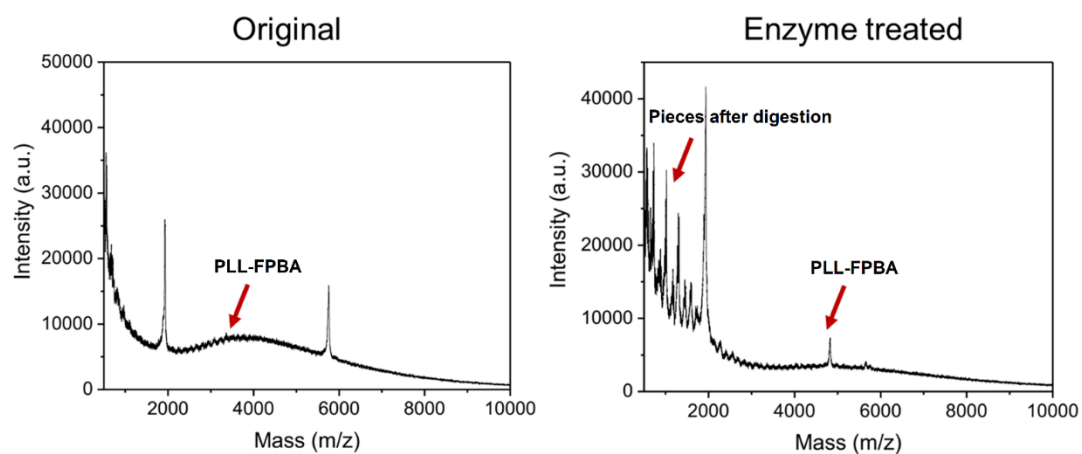 Original
50000
40000
30000
20000
10000
0
Intensity (a.u.)
PLL-FPBA
2000 4000 6000 8000 10000
Mass (m/z)
Enzyme treated
40000
30000
20000
10000
0
Intensity (a.u.)
Pieces after digestion
PLL-FPBA
2000 4000 6000 8000 10000
Mass (m/z)